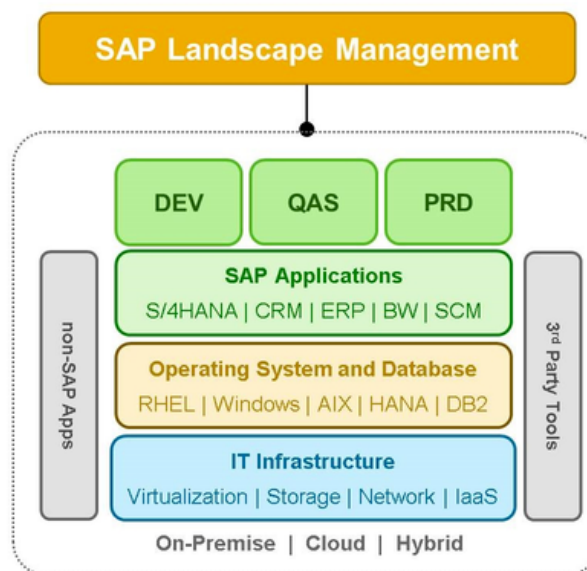 SAP Landscape Management
DEV
QAS
PRD
non-SAP Apps
SAP Applications
S/4HANA | CRM | ERP | BW | SCM
Operating System and Database
RHEL | Windows | AIX | HANA | DB2
IT Infrastructure
Virtualization | Storage | Network | IaaS
3rd Party Tools
On-Premise | Cloud | Hybrid